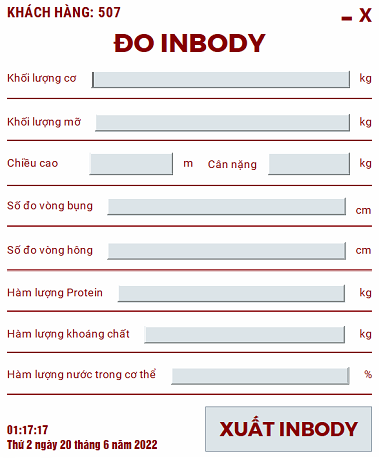 KHÁCH HÀNG: 507
– X
ĐO INBODY
Khối lượng cơ kg
Khối lượng mỡ kg
Chiều cao m Cân nặng kg
Số đo vòng bụng cm
Số đo vòng hông cm
Hàm lượng Protein kg
Hàm lượng khoáng chất kg
Hàm lượng nước trong cơ thể %
01:17:17
Thứ 2 ngày 20 tháng 6 năm 2022
XUẤT INBODY